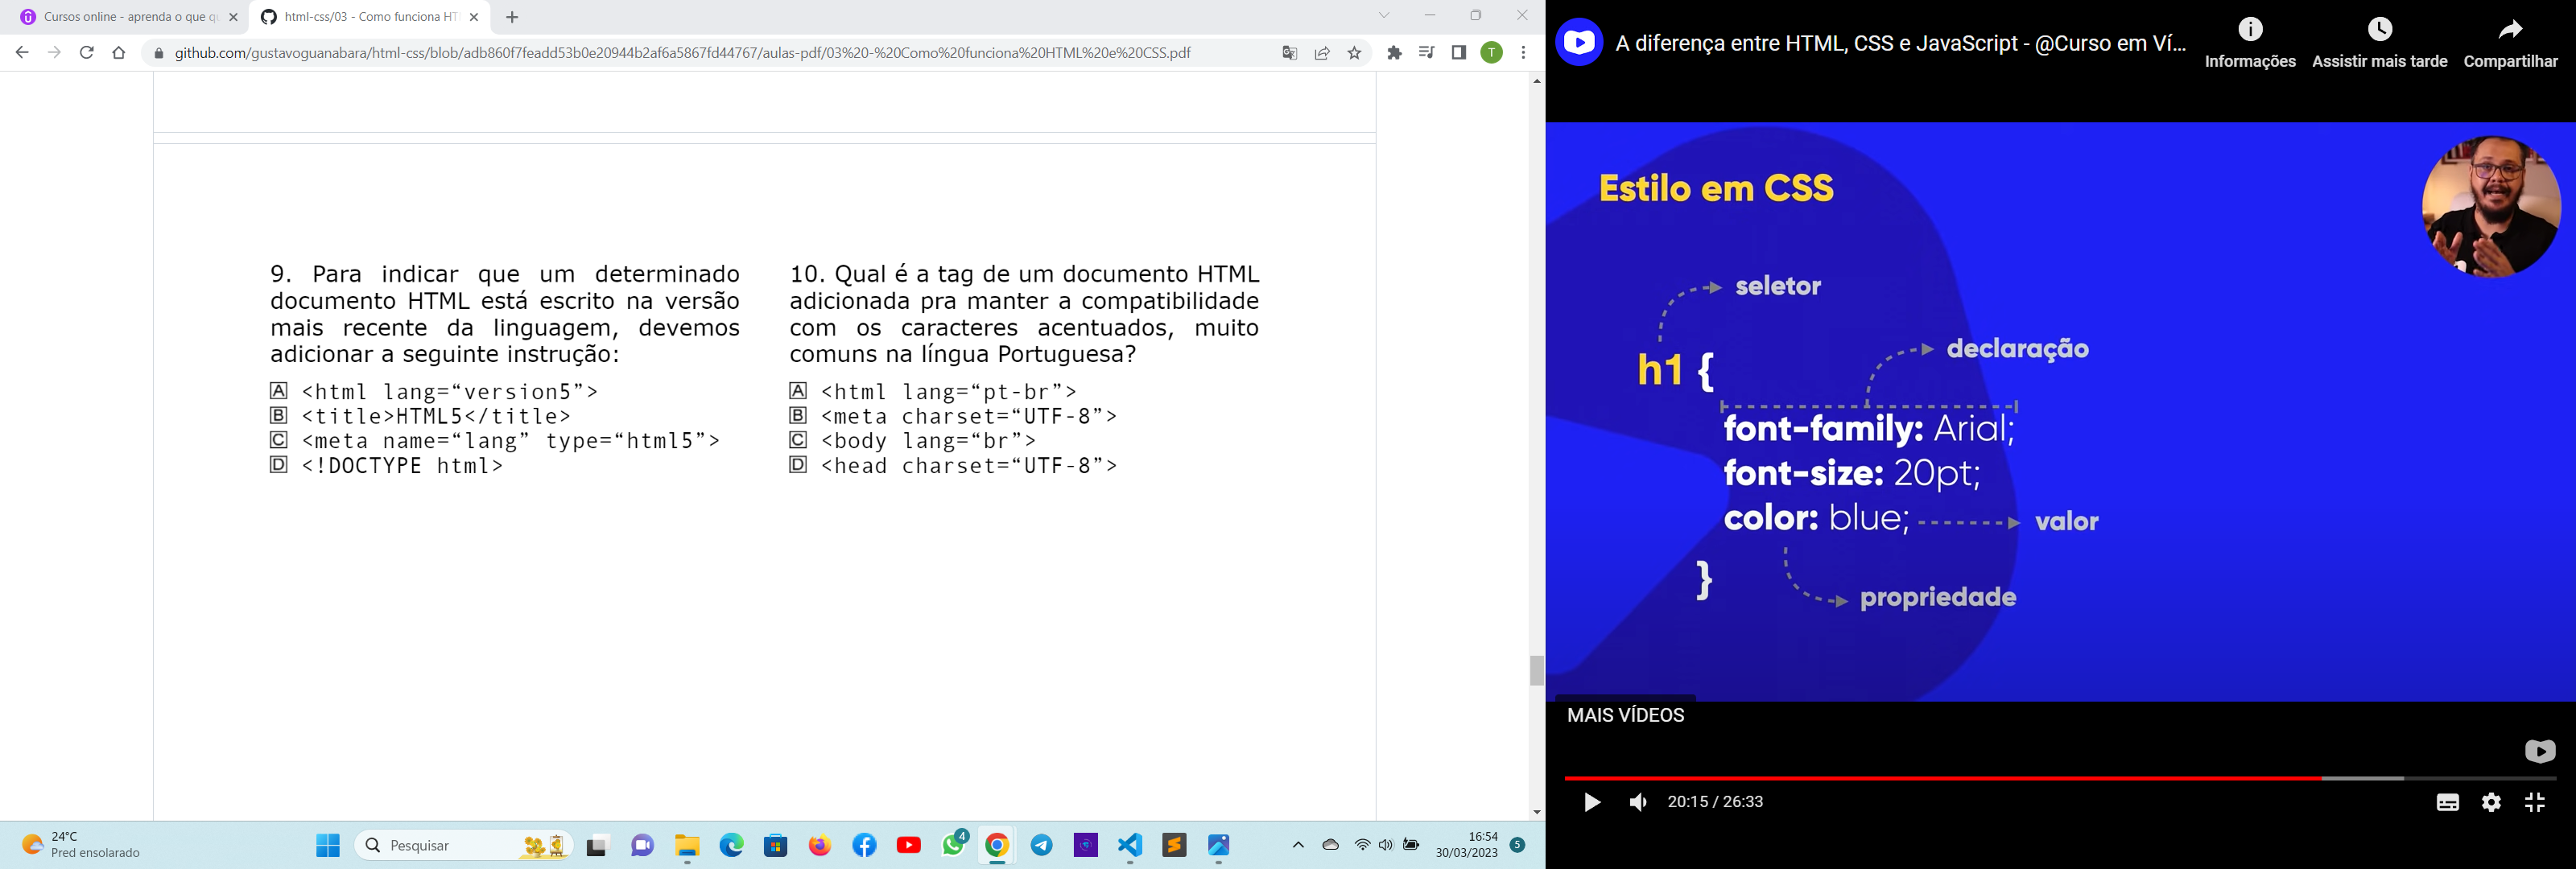 Cursos online - aprenda o que q
html-css/03 - Como funciona HT
github.com/gustavoguanabara/html-css/blob/adb860f7feadd53b0e20944b2af6a5867fd44767/aulas-pdf/03%20-%20Como%20funciona%20HTML%20e%20CSS.pdf
T
9. Para indicar que um determinado
documento HTML está escrito na versão
mais recente da linguagem, devemos
adicionar a seguinte instrução:
A <html lang=“version5”>
B <title>HTML5</title>
C <meta name=“lang” type=“html5”>
D <!DOCTYPE html>
10. Qual é a tag de um documento HTML
adicionada pra manter a compatibilidade
com os caracteres acentuados, muito
comuns na língua Portuguesa?
A <html lang=“pt-br”>
B <meta charset=“UTF-8”>
C <body lang=“br”>
D <head charset=“UTF-8”>
24°C
Pred ensolarado
Pesquisar
4
16:54
30/03/2023
5
A diferença entre HTML, CSS e JavaScript - @Curso em Ví...
Informações
Assistir mais tarde
Compartilhar
Estilo em CSS
seletor
declaração
h1 {
font-family: Arial;
font-size: 20pt;
color: blue;
valor
}
propriedade
MAIS VÍDEOS
20:15 / 26:33